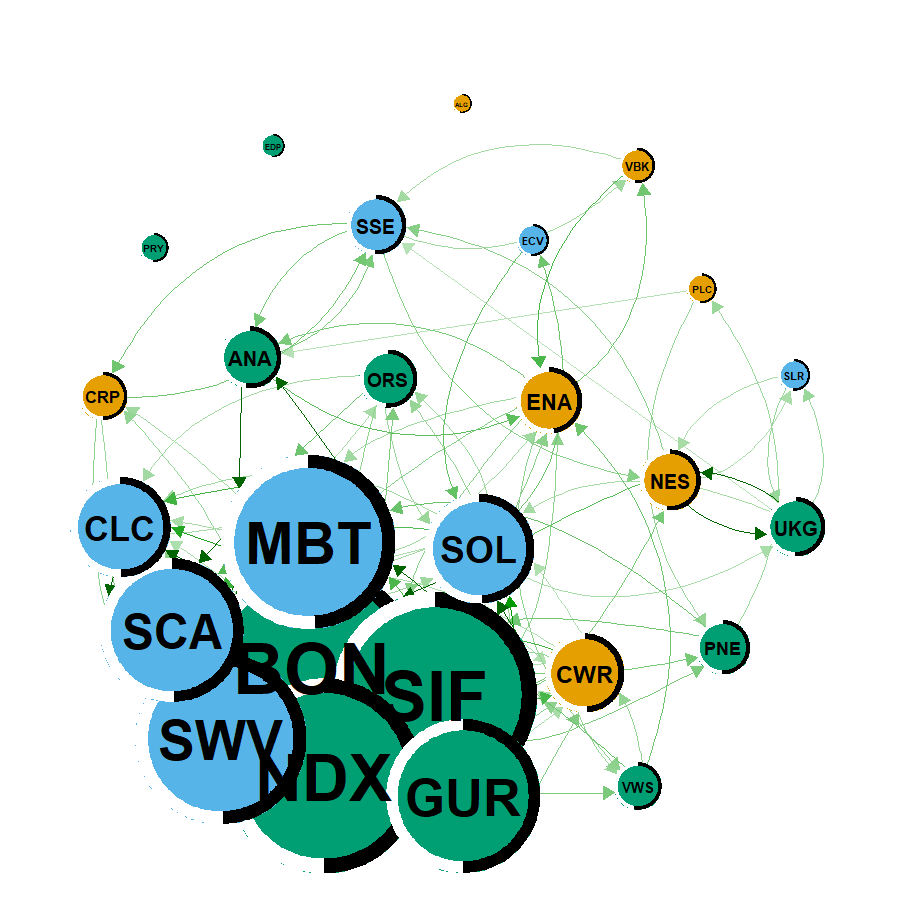 ALG
EDP
VBK
SSE
ECV
PRY
PLC
ANA
ORS
SLR
CRP
ENA
NES
CLC
MBT
SOL
UKG
SCA
BON
SIF
CWR
PNE
SWV
NDX
GUR
VWS